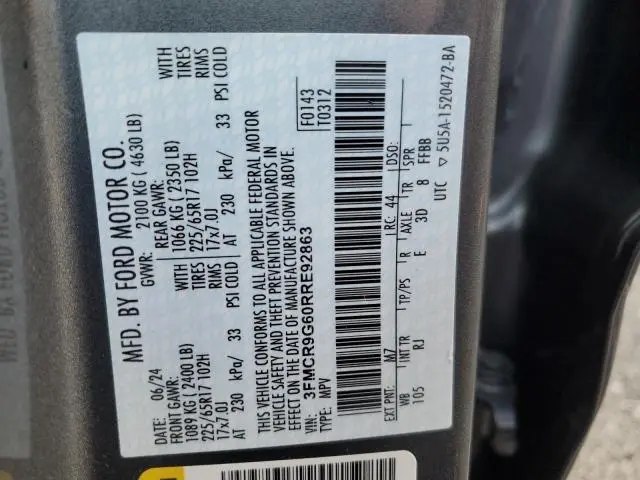 MFD. BY FORD MOTOR CO.
DATE: 06/24 GVWR: 2100 KG ( 4630 LB)
FRONT GAWR: REAR GAWR: WITH
1089 KG ( 2400 LB) 1066 KG ( 2350 LB) TIRES
225/65R17 102H 225/65R17 102H RIMS
17x7.0J 17x7.0J
AT 230 kPa/ 33 PSI COLD AT 230 kPa/ 33 PSI COLD
WITH
TIRES
RIMS
THIS VEHICLE CONFORMS TO ALL APPLICABLE FEDERAL MOTOR
VEHICLE SAFETY AND THEFT PREVENTION STANDARDS IN
EFFECT ON THE DATE OF MANUFACTURE SHOWN ABOVE.
VIN: 3FMCR9G60RRE92863
TYPE: MPV
F0143
T0312
EXT PNT: M7 RC: 44 DSO:
WB INT TR TP/PS R AXLE TR SPR
105 RJ E 3D 8 FFBB
UTC 5U5A-1520472-BA